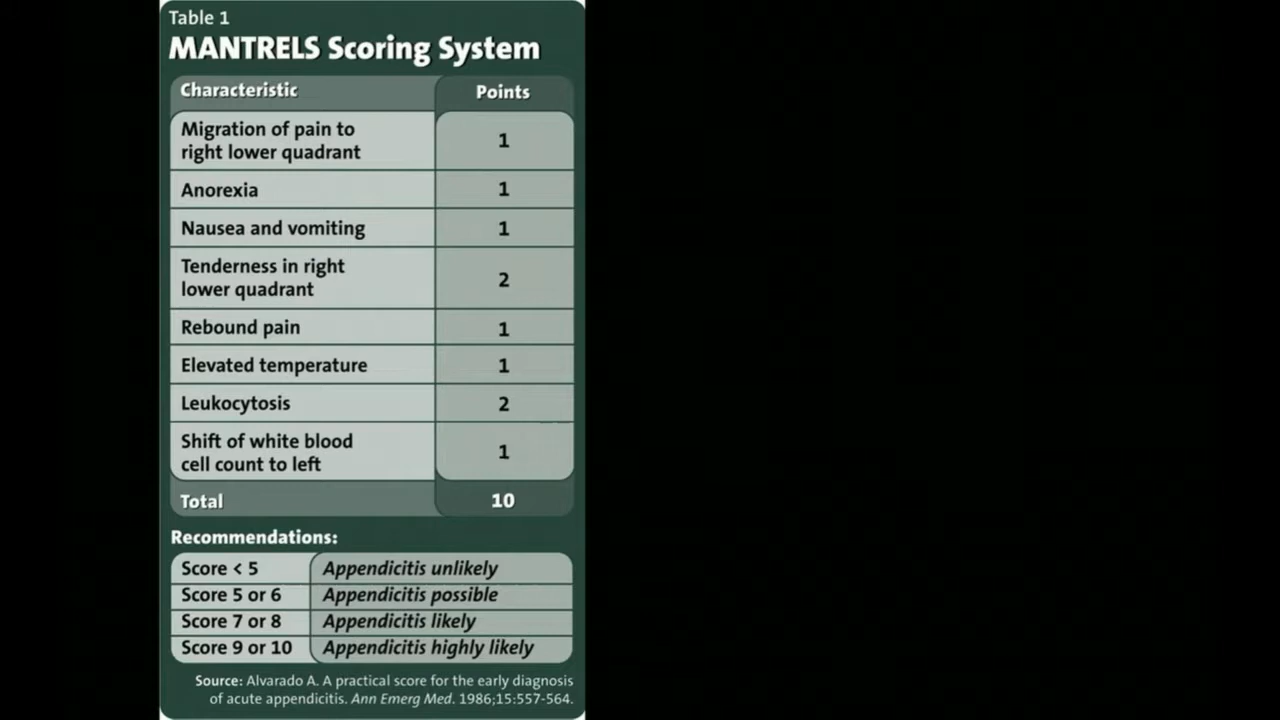 Table 1
MANTRELS Scoring System
Characteristic Points
Migration of pain to
right lower quadrant 1
Anorexia 1
Nausea and vomiting 1
Tenderness in right
lower quadrant 2
Rebound pain 1
Elevated temperature 1
Leukocytosis 2
Shift of white blood
cell count to left 1
Total 10
Recommendations:
Score < 5 Appendicitis unlikely
Score 5 or 6 Appendicitis possible
Score 7 or 8 Appendicitis likely
Score 9 or 10 Appendicitis highly likely
Source: Alvarado A. A practical score for the early diagnosis
of acute appendicitis. Ann Emerg Med. 1986;15:557-564.